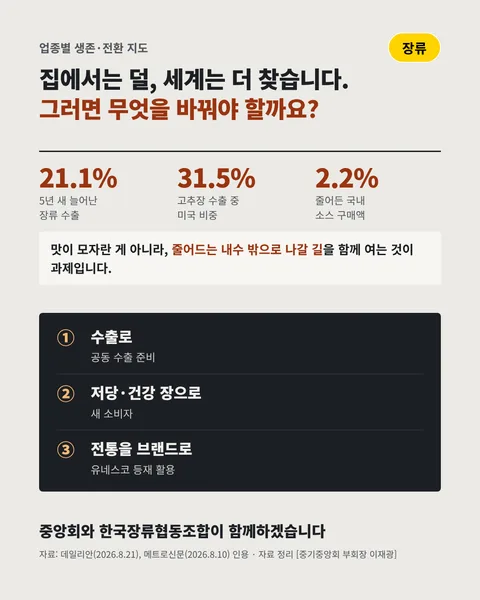 업종별 생존·전환 지도
장류
집에서는 덜, 세계는 더 찾습니다.
그러면 무엇을 바꿔야 할까요?
21.1%
5년 새 늘어난
장류 수출
31.5%
고추장 수출 중
미국 비중
2.2%
줄어든 국내
소스 구매액
맛이 모자란 게 아니라, 줄어드는 내수 밖으로 나갈 길을 함께 여는 것이
과제입니다.
① 수출로
공동 수출 준비
② 저당·건강 장으로
새 소비자
③ 전통을 브랜드로
유네스코 등재 활용
중앙회와 한국장류협동조합이 함께하겠습니다
자료: 데일리안(2026.8.21), 메트로신문(2026.8.10) 인용 · 자료 정리 [중기중앙회 부회장 이재광]